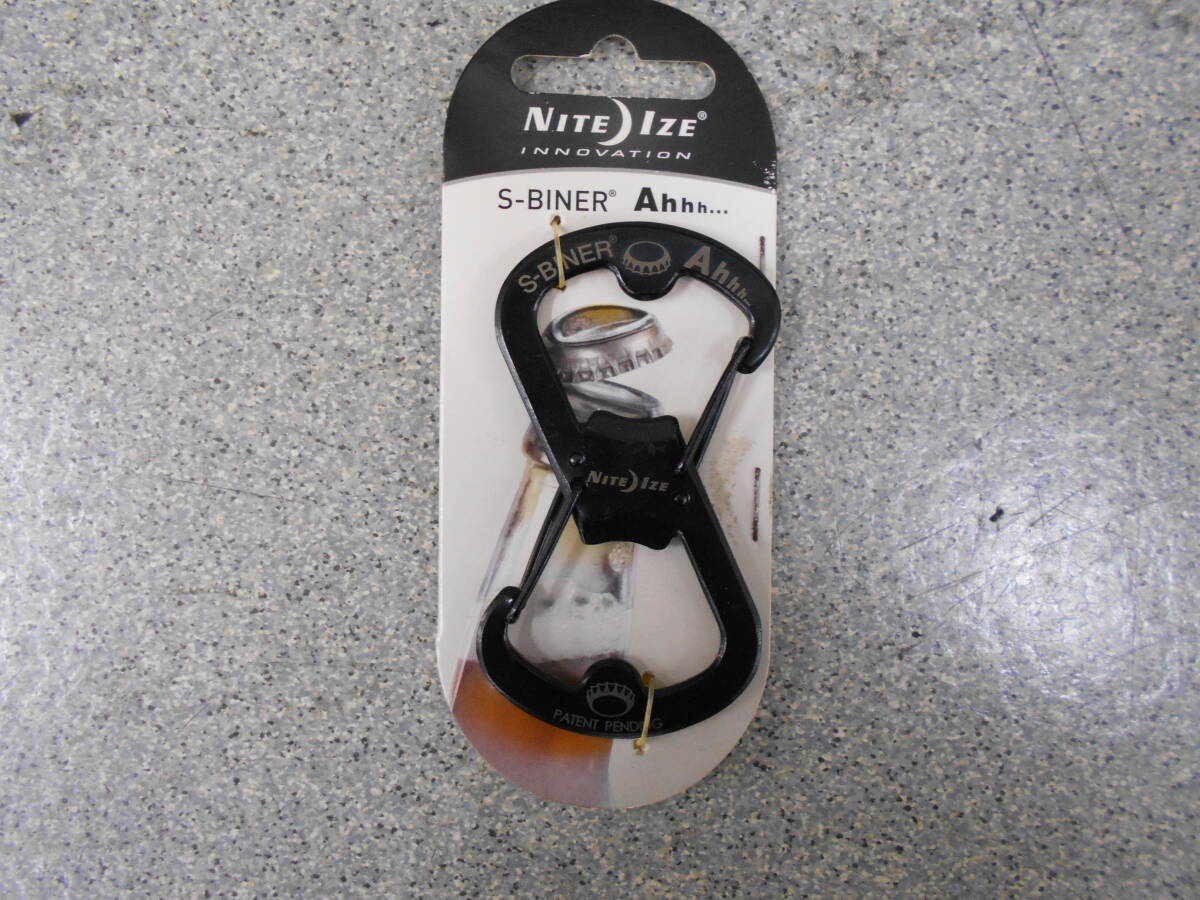 NITE IZE®
INNOVATION
S-BINER® Ahhh...
S-BINER® Ahhh...
NITE IZE
PATENT PENDING